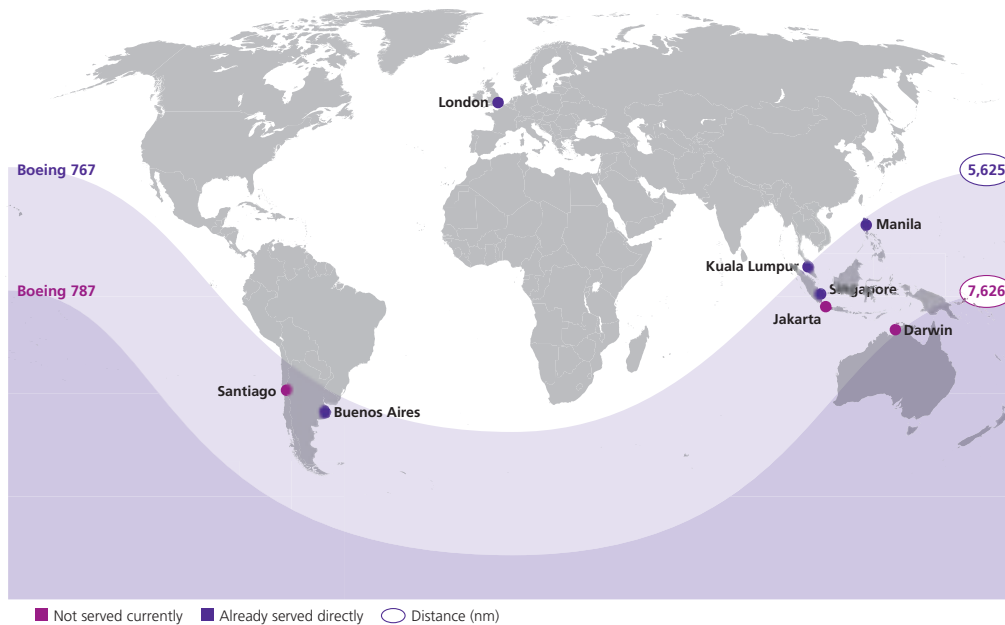 London
Boeing 767
5,625
Manila
Kuala Lumpur
Singapore
Boeing 787
7,626
Jakarta
Darwin
Santiago
Buenos Aires
Not served currently
Already served directly
Distance (nm)